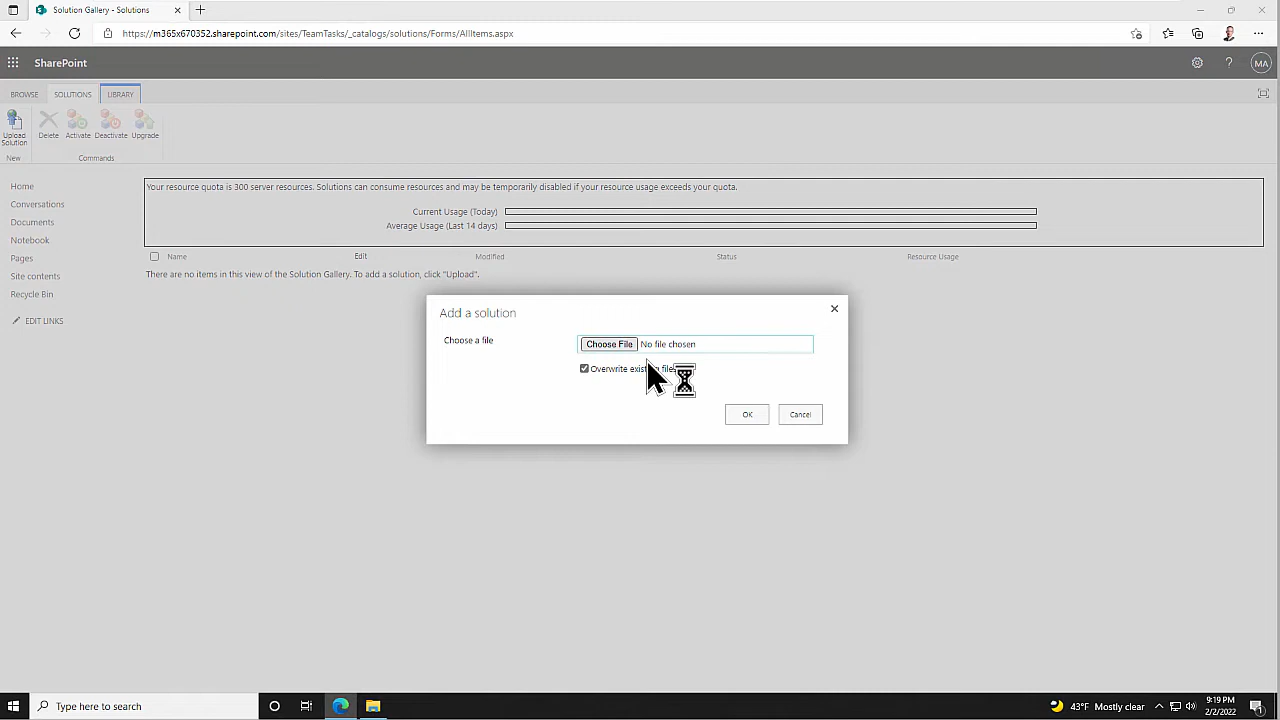 Solution Gallery - Solutions
https://m365x670352.sharepoint.com/sites/TeamTasks/_catalogs/solutions/Forms/AllItems.aspx
SharePoint
MA
BROWSE SOLUTIONS LIBRARY
Upload Solution Delete Activate Deactivate Upgrade
New Commands
Home
Conversations
Documents
Notebook
Pages
Site contents
Recycle Bin
EDIT LINKS
Your resource quota is 300 server resources. Solutions can consume resources and may be temporarily disabled if your resource usage exceeds your quota.
Current Usage (Today)
Average Usage (Last 14 days)
Name Edit Modified Status Resource Usage
There are no items in this view of the Solution Gallery. To add a solution, click "Upload".
Add a solution
Choose a file
Choose File No file chosen
Overwrite
OK Cancel
Type here to search
43°F Mostly clear
9:19 PM
2/2/2022
1